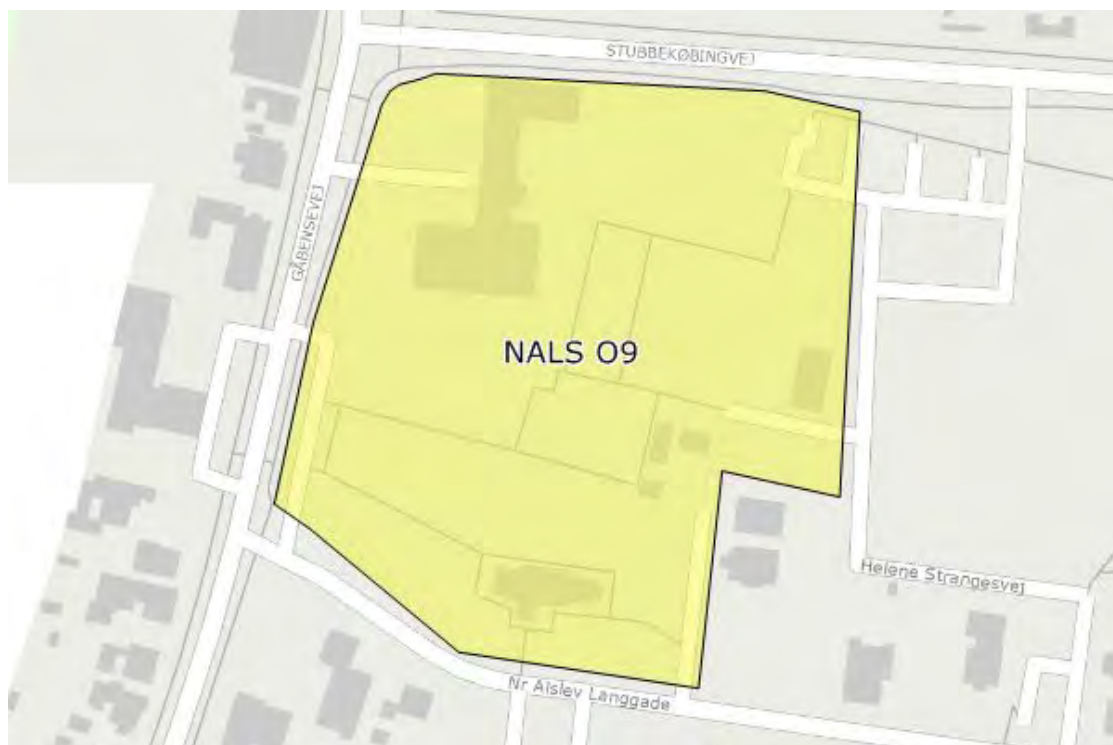 STUBBEKØBINGVEJ
GÅBENSEVEJ
NALS O9
Helene Strangesvej
Nr Alslev Langgade